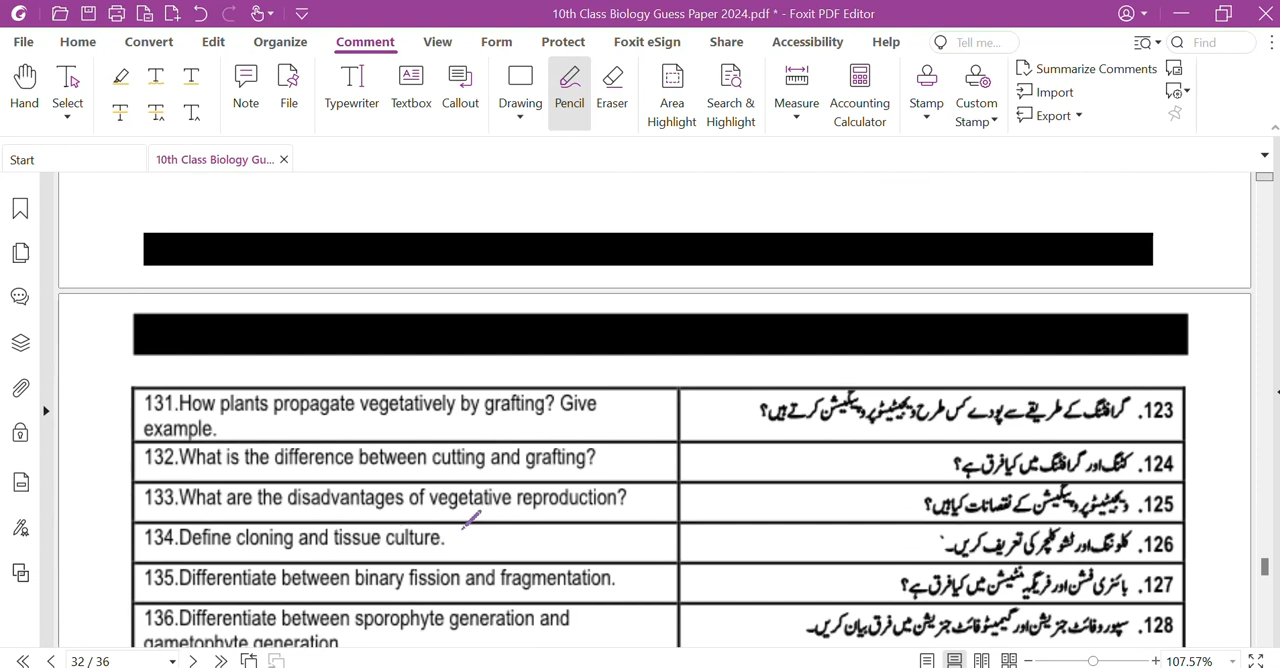 10th Class Biology Guess Paper 2024.pdf * - Foxit PDF Editor
File Home Convert Edit Organize Comment View Form Protect Foxit eSign Share Accessibility Help Tell me... Find
Hand Select Note File Typewriter Textbox Callout Drawing Pencil Eraser Area Highlight Search & Highlight Measure Accounting Calculator Stamp Custom Stamp Summarize Comments
Import
Export
Start 10th Class Biology Gu...
131.How plants propagate vegetatively by grafting? Give example.
123. گرافٹنگ کے طریقے سے پودے کس طرح ویجیٹیٹو پروپیگیشن کرتے ہیں؟
132.What is the difference between cutting and grafting?
124. کٹنگ اور گرافٹنگ میں کیا فرق ہے؟
133.What are the disadvantages of vegetative reproduction?
125. ویجیٹیٹو پروپیگیشن کے نقصانات کیا ہیں؟
134.Define cloning and tissue culture.
126. کلوننگ اور ٹشو کلچر کی تعریف کریں۔
135.Differentiate between binary fission and fragmentation.
127. بائنری فشن اور فریگمینٹیشن میں کیا فرق ہے؟
136.Differentiate between sporophyte generation and gametophyte generation
128. سپوروفائٹ جنریشن اور گیمیٹوفائٹ جنریشن میں فرق بیان کریں۔
32 / 36 107.57%